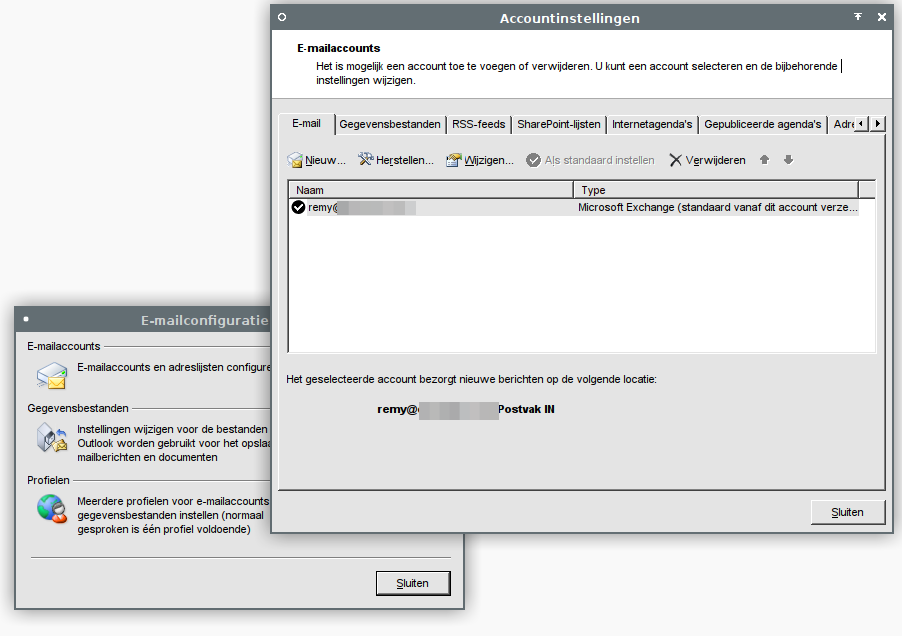 Accountinstellingen
E-mailaccounts
Het is mogelijk een account toe te voegen of verwijderen. U kunt een account selecteren en de bijbehorende
instellingen wijzigen.
E-mail Gegevensbestanden RSS-feeds SharePoint-lijsten Internetagenda's Gepubliceerde agenda's Adre
Nieuw... Herstellen... Wijzigen... Als standaard instellen Verwijderen
Naam Type
remy@ Microsoft Exchange (standaard vanaf dit account verze...
Het geselecteerde account bezorgt nieuwe berichten op de volgende locatie:
remy@ Postvak IN
Sluiten
E-mailconfiguratie
E-mailaccounts
E-mailaccounts en adreslijsten configure
Gegevensbestanden
Instellingen wijzigen voor de bestanden
Outlook worden gebruikt voor het opsla
mailberichten en documenten
Profielen
Meerdere profielen voor e-mailaccounts
gegevensbestanden instellen (normaal
gesproken is één profiel voldoende)
Sluiten